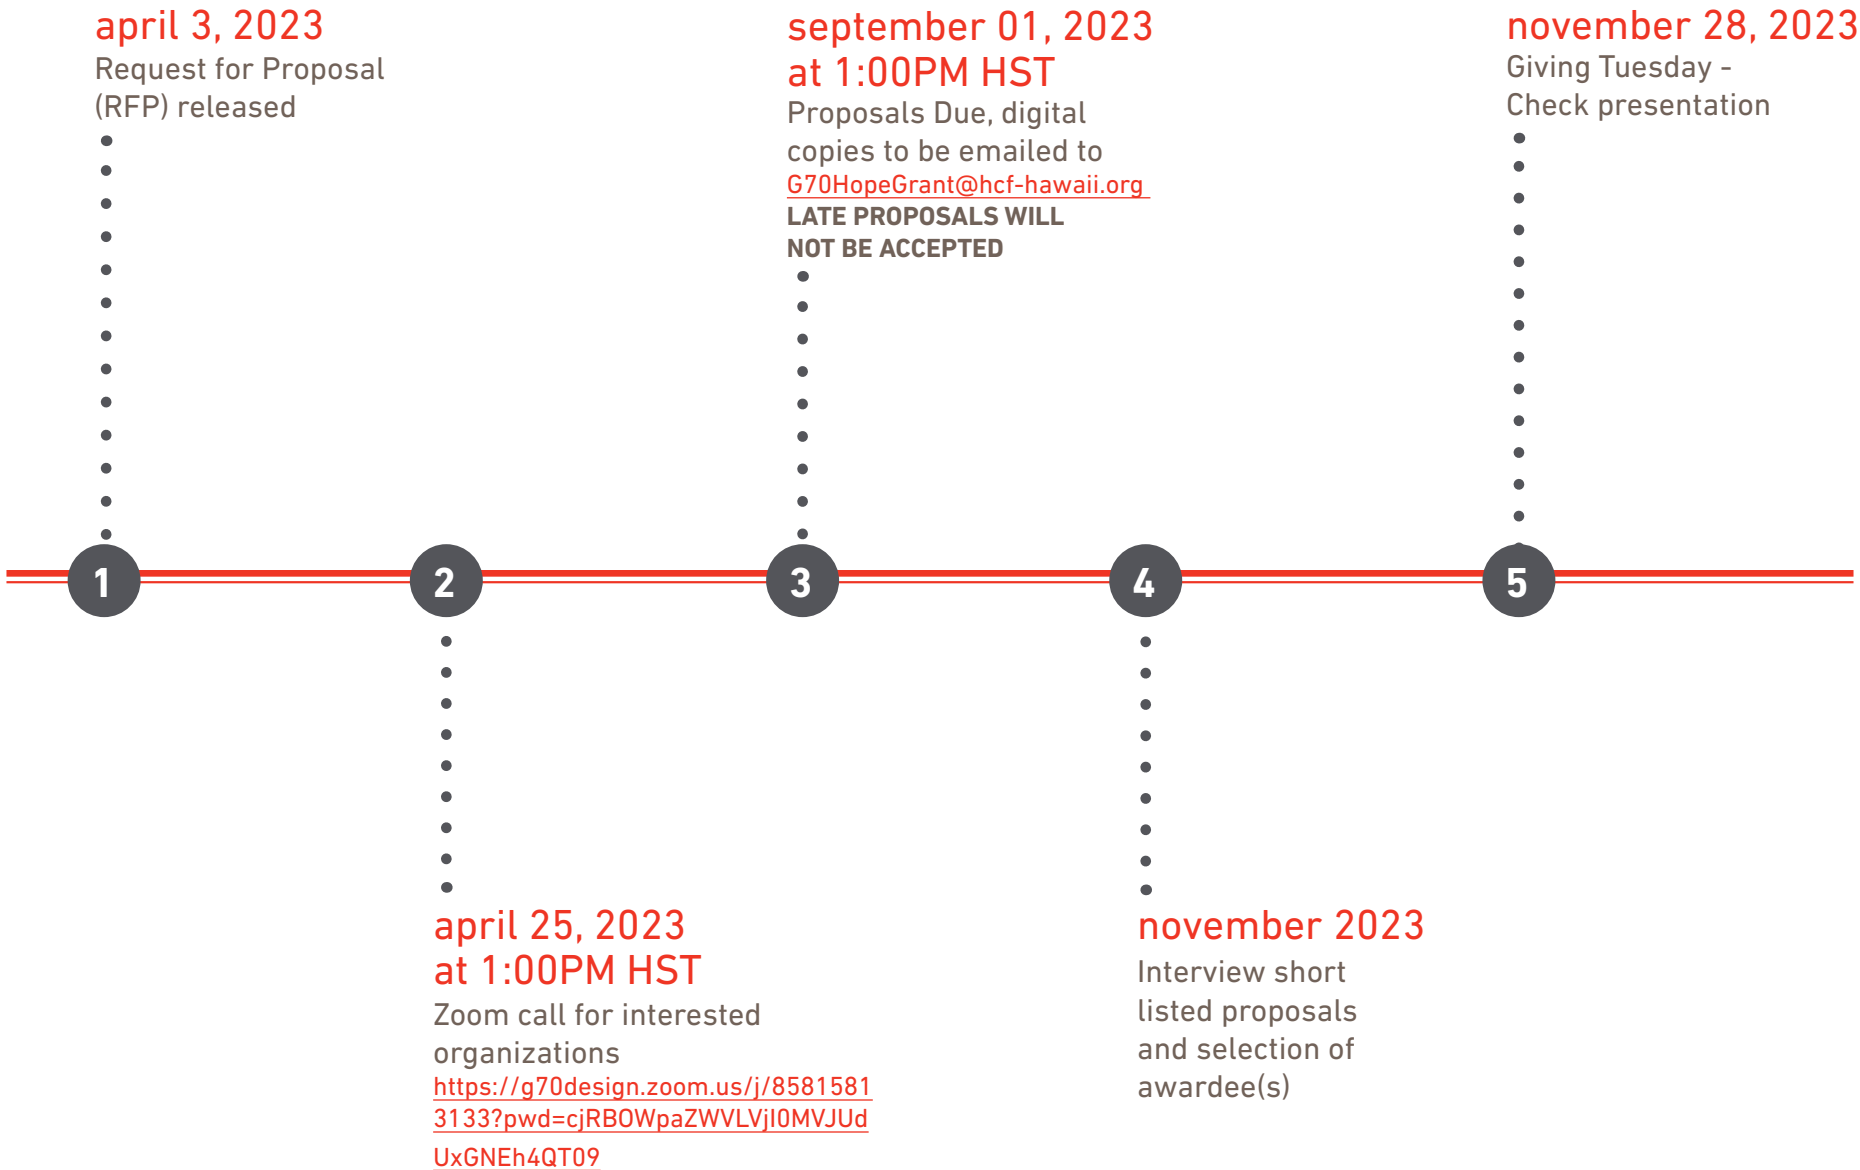 april 3, 2023
Request for Proposal
(RFP) released
september 01, 2023
at 1:00PM HST
Proposals Due, digital
copies to be emailed to
G70HopeGrant@hcf-hawaii.org
LATE PROPOSALS WILL
NOT BE ACCEPTED
november 28, 2023
Giving Tuesday -
Check presentation
1
2
3
4
5
april 25, 2023
at 1:00PM HST
Zoom call for interested
organizations
https://g70design.zoom.us/j/8581581
3133?pwd=cjRBOWpaZWVLVjI0MVJUd
UxGNEh4QT09
november 2023
Interview short
listed proposals
and selection of
awardee(s)